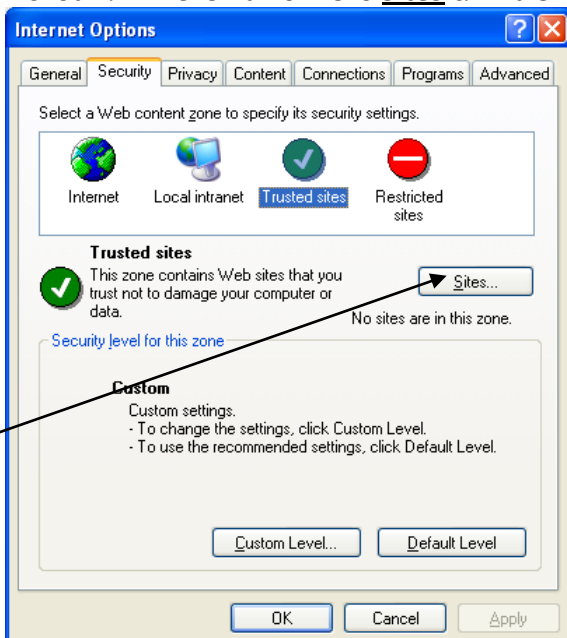 Internet Options
General Security Privacy Content Connections Programs Advanced
Select a Web content zone to specify its security settings.
Internet Local intranet Trusted sites Restricted sites
Trusted sites
This zone contains Web sites that you
trust not to damage your computer or
data.
Sites...
No sites are in this zone.
Security level for this zone
Custom
Custom settings.
- To change the settings, click Custom Level.
- To use the recommended settings, click Default Level.
Custom Level... Default Level
OK Cancel Apply